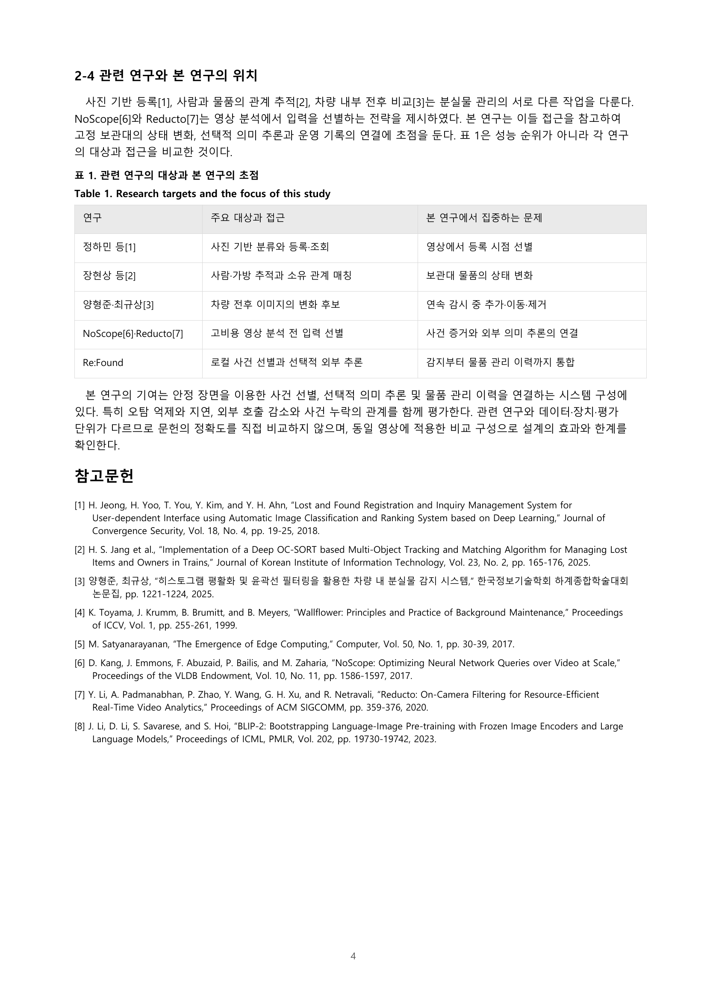 2-4 관련 연구와 본 연구의 위치
사진 기반 등록[1], 사람과 물품의 관계 추적[2], 차량 내부 전후 비교[3]는 분실물 관리의 서로 다른 작업을 다룬다.
NoScope[6]와 Reducto[7]는 영상 분석에서 입력을 선별하는 전략을 제시하였다. 본 연구는 이들 접근을 참고하여
고정 보관대의 상태 변화, 선택적 의미 추론과 운영 기록의 연결에 초점을 둔다. 표 1은 성능 순위가 아니라 각 연구
의 대상과 접근을 비교한 것이다.
표 1. 관련 연구의 대상과 본 연구의 초점
Table 1. Research targets and the focus of this study
연구 주요 대상과 접근 본 연구에서 집중하는 문제
정하민 등[1] 사진 기반 분류와 등록·조회 영상에서 등록 시점 선별
장현상 등[2] 사람·가방 추적과 소유 관계 매칭 보관대 물품의 상태 변화
양형준·최규상[3] 차량 전후 이미지의 변화 후보 연속 감시 중 추가·이동·제거
NoScope[6]·Reducto[7] 고비용 영상 분석 전 입력 선별 사건 증거와 외부 의미 추론의 연결
Re:Found 로컬 사건 선별과 선택적 외부 추론 감지부터 물품 관리 이력까지 통합
본 연구의 기여는 안정 장면을 이용한 사건 선별, 선택적 의미 추론 및 물품 관리 이력을 연결하는 시스템 구성에
있다. 특히 오탐 억제와 지연, 외부 호출 감소와 사건 누락의 관계를 함께 평가한다. 관련 연구와 데이터·장치·평가
단위가 다르므로 문헌의 정확도를 직접 비교하지 않으며, 동일 영상에 적용한 비교 구성으로 설계의 효과와 한계를
확인한다.
참고문헌
[1] H. Jeong, H. Yoo, T. You, Y. Kim, and Y. H. Ahn, “Lost and Found Registration and Inquiry Management System for
User-dependent Interface using Automatic Image Classification and Ranking System based on Deep Learning,” Journal of
Convergence Security, Vol. 18, No. 4, pp. 19-25, 2018.
[2] H. S. Jang et al., “Implementation of a Deep OC-SORT based Multi-Object Tracking and Matching Algorithm for Managing Lost
Items and Owners in Trains,” Journal of Korean Institute of Information Technology, Vol. 23, No. 2, pp. 165-176, 2025.
[3] 양형준, 최규상, “히스토그램 평활화 및 윤곽선 필터링을 활용한 차량 내 분실물 감지 시스템,” 한국정보기술학회 하계종합학술대회
논문집, pp. 1221-1224, 2025.
[4] K. Toyama, J. Krumm, B. Brumitt, and B. Meyers, “Wallflower: Principles and Practice of Background Maintenance,” Proceedings
of ICCV, Vol. 1, pp. 255-261, 1999.
[5] M. Satyanarayanan, “The Emergence of Edge Computing,” Computer, Vol. 50, No. 1, pp. 30-39, 2017.
[6] D. Kang, J. Emmons, F. Abuzaid, P. Bailis, and M. Zaharia, “NoScope: Optimizing Neural Network Queries over Video at Scale,”
Proceedings of the VLDB Endowment, Vol. 10, No. 11, pp. 1586-1597, 2017.
[7] Y. Li, A. Padmanabhan, P. Zhao, Y. Wang, G. H. Xu, and R. Netravali, “Reducto: On-Camera Filtering for Resource-Efficient
Real-Time Video Analytics,” Proceedings of ACM SIGCOMM, pp. 359-376, 2020.
[8] J. Li, D. Li, S. Savarese, and S. Hoi, “BLIP-2: Bootstrapping Language-Image Pre-training with Frozen Image Encoders and Large
Language Models,” Proceedings of ICML, PMLR, Vol. 202, pp. 19730-19742, 2023.
4